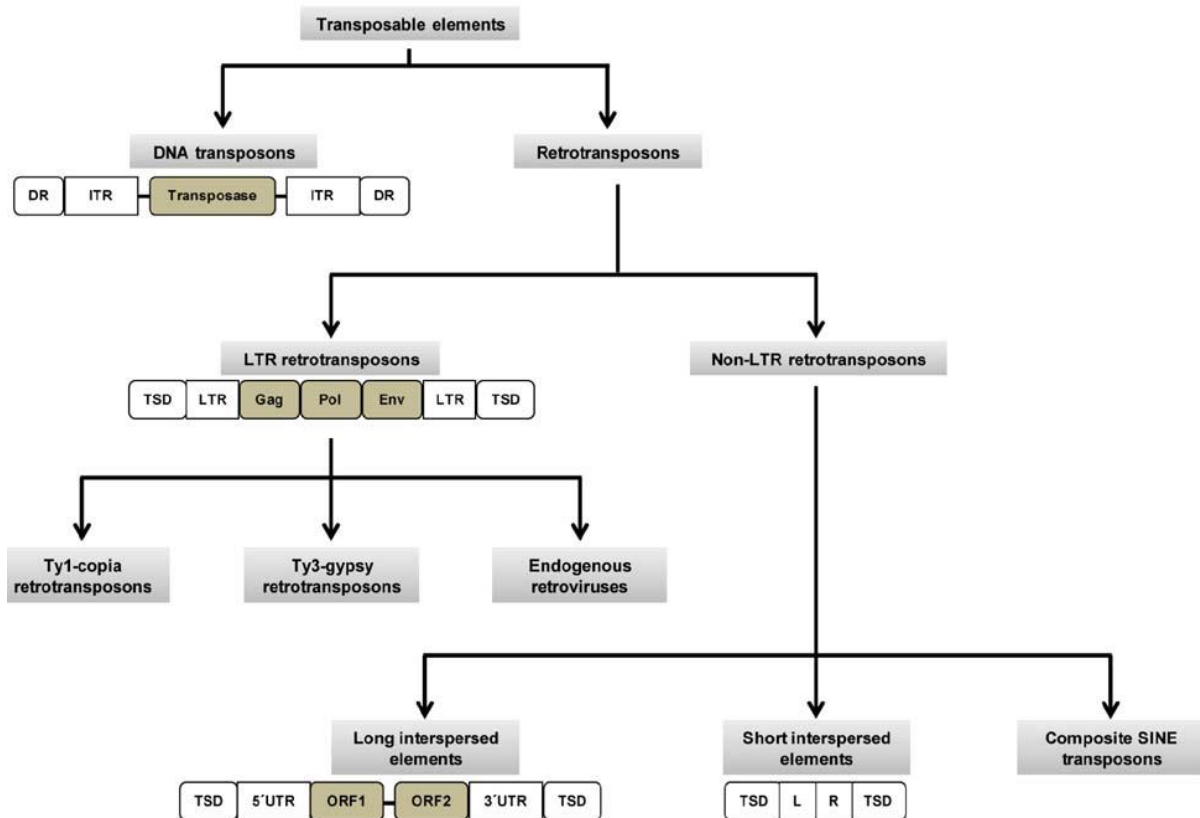 Transposable elements
DNA transposons
Retrotransposons
DR ITR Transposase ITR DR
LTR retrotransposons
Non-LTR retrotransposons
TSD LTR Gag Pol Env LTR TSD
Ty1-copia
retrotransposons
Ty3-gypsy
retrotransposons
Endogenous
retroviruses
Long interspersed
elements
Short interspersed
elements
Composite SINE
transposons
TSD 5´UTR ORF1 ORF2 3´UTR TSD
TSD L R TSD